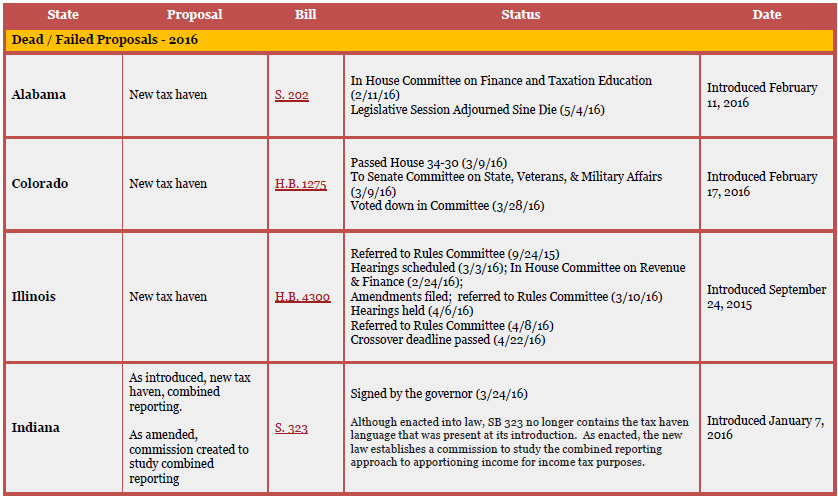 State Proposal Bill Status Date
Dead / Failed Proposals - 2016
Alabama
New tax haven
S. 202
In House Committee on Finance and Taxation Education
(2/11/16)
Legislative Session Adjourned Sine Die (5/4/16)
Introduced February
11, 2016
Colorado
New tax haven
H.B. 1275
Passed House 34-30 (3/9/16)
To Senate Committee on State, Veterans, & Military Affairs
(3/9/16)
Voted down in Committee (3/28/16)
Introduced February
17, 2016
Illinois
New tax haven
H.B. 4300
Referred to Rules Committee (9/24/15)
Hearings scheduled (3/3/16); In House Committee on Revenue
& Finance (2/24/16);
Amendments filed; referred to Rules Committee (3/10/16)
Hearings held (4/6/16)
Referred to Rules Committee (4/8/16)
Crossover deadline passed (4/22/16)
Introduced September
24, 2015
Indiana
As introduced, new tax
haven, combined
reporting.
As amended,
commission created to
study combined
reporting
S. 323
Signed by the governor (3/24/16)
Although enacted into law, SB 323 no longer contains the tax haven
language that was present at its introduction. As enacted, the new
law establishes a commission to study the combined reporting
approach to apportioning income for income tax purposes.
Introduced January 7,
2016